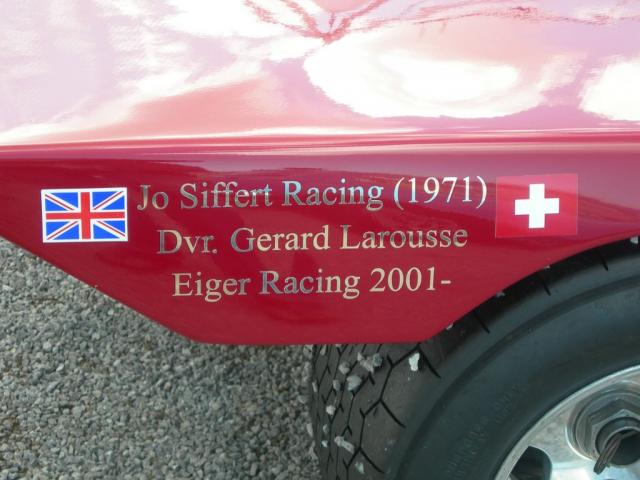 Jo Siffert Racing (1971)
Dvr. Gerard Larousse
Eiger Racing 2001-